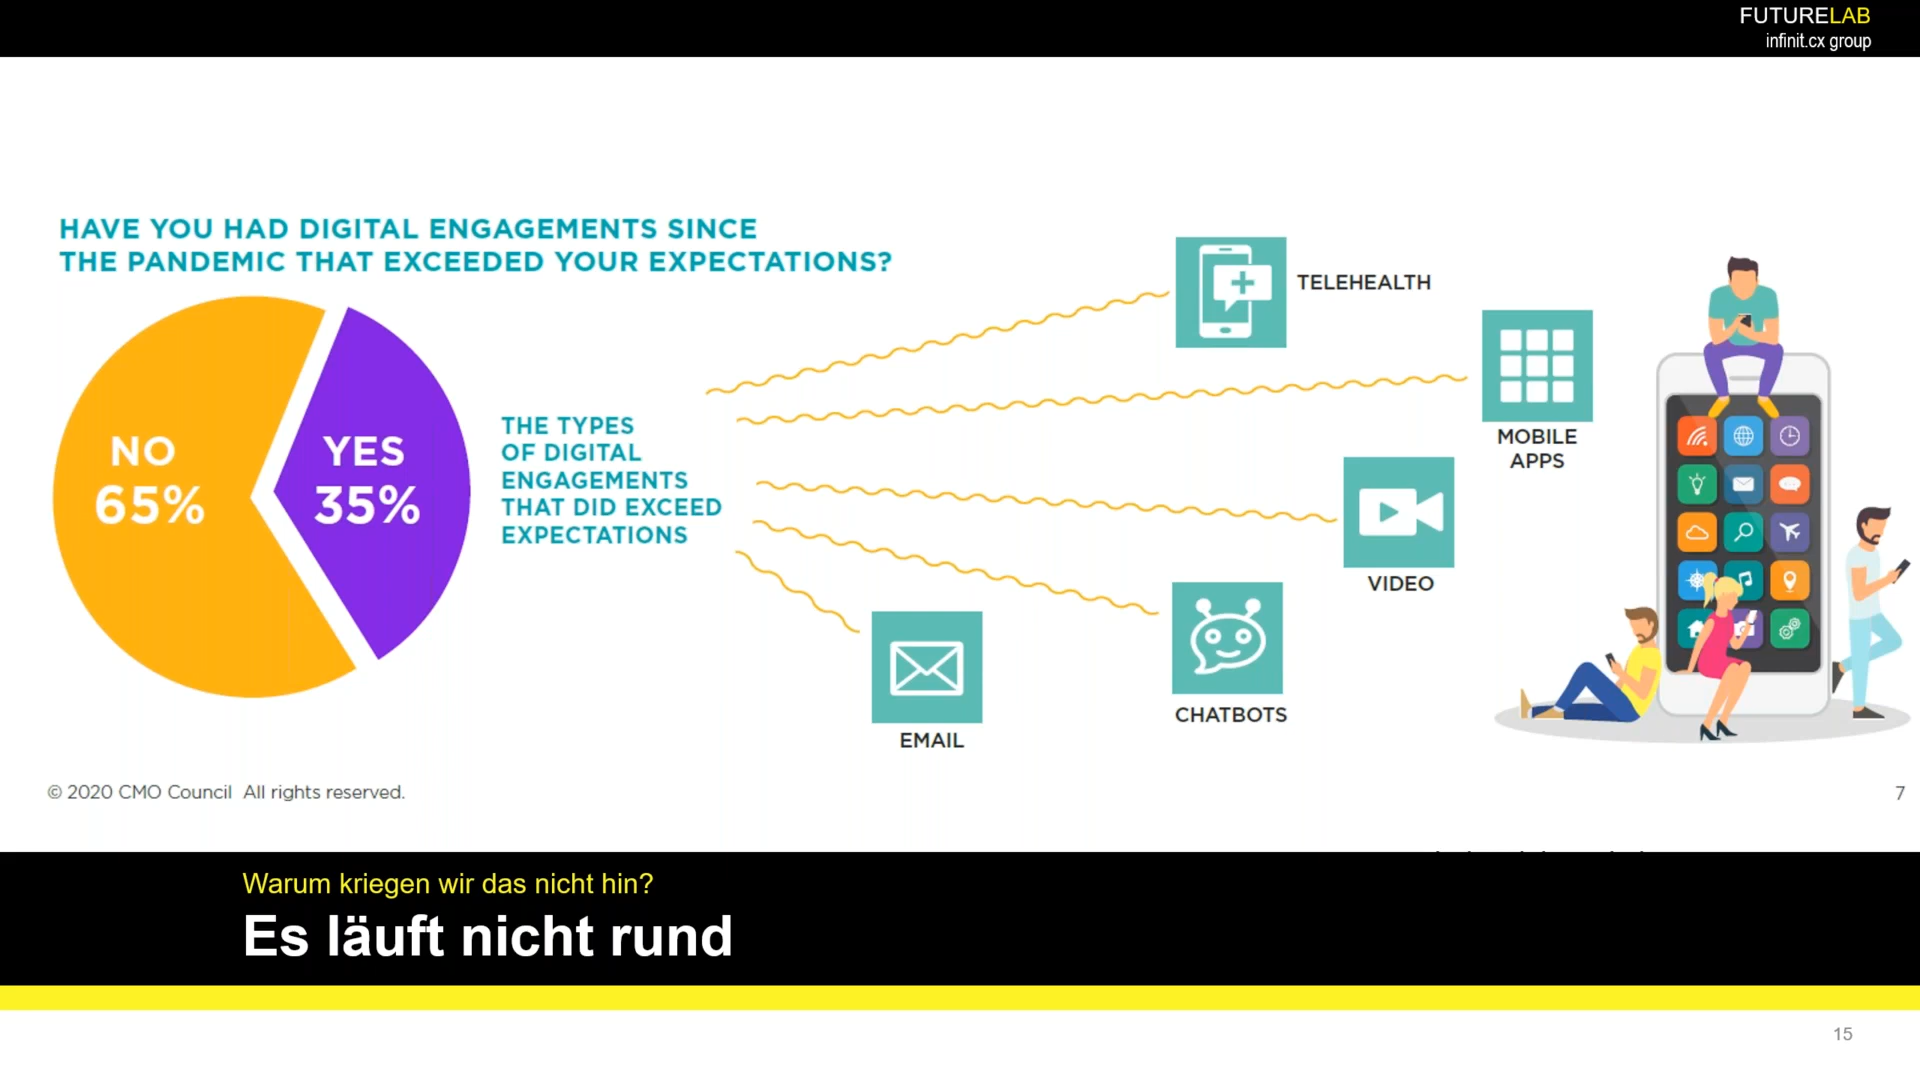 FUTURELAB
infinit.cx group
HAVE YOU HAD DIGITAL ENGAGEMENTS SINCE
THE PANDEMIC THAT EXCEEDED YOUR EXPECTATIONS?
NO
65%
YES
35%
THE TYPES
OF DIGITAL
ENGAGEMENTS
THAT DID EXCEED
EXPECTATIONS
TELEHEALTH
MOBILE
APPS
VIDEO
CHATBOTS
EMAIL
© 2020 CMO Council All rights reserved.
7
Warum kriegen wir das nicht hin?
Es läuft nicht rund
15